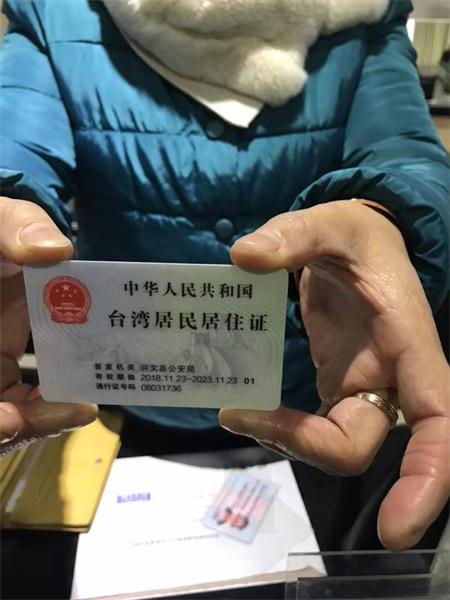 中华人民共和国
台湾居民居住证
签发机关 兴文县公安局
有效期限 2018.11.23-2023.11.23 01
通行证号码 08031736